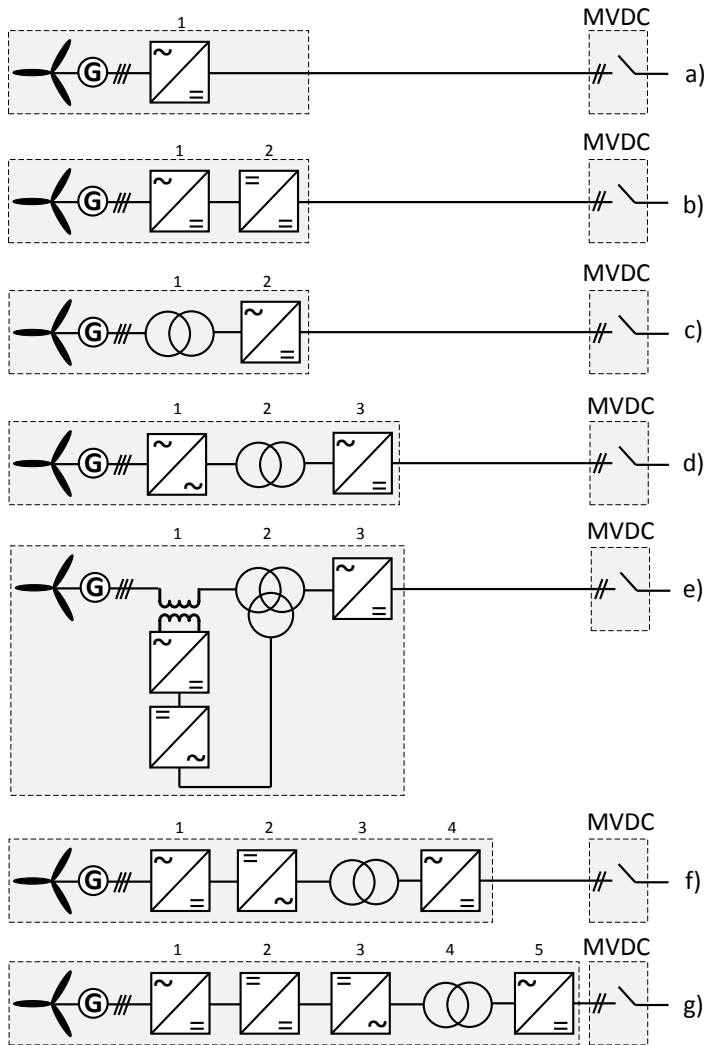 1 MVDC
G a)
1 2 MVDC
G b)
1 2 MVDC
G c)
1 2 3 MVDC
G d)
1 2 3 MVDC
G e)
1 2 3 4 MVDC
G f)
1 2 3 4 5 MVDC
G g)